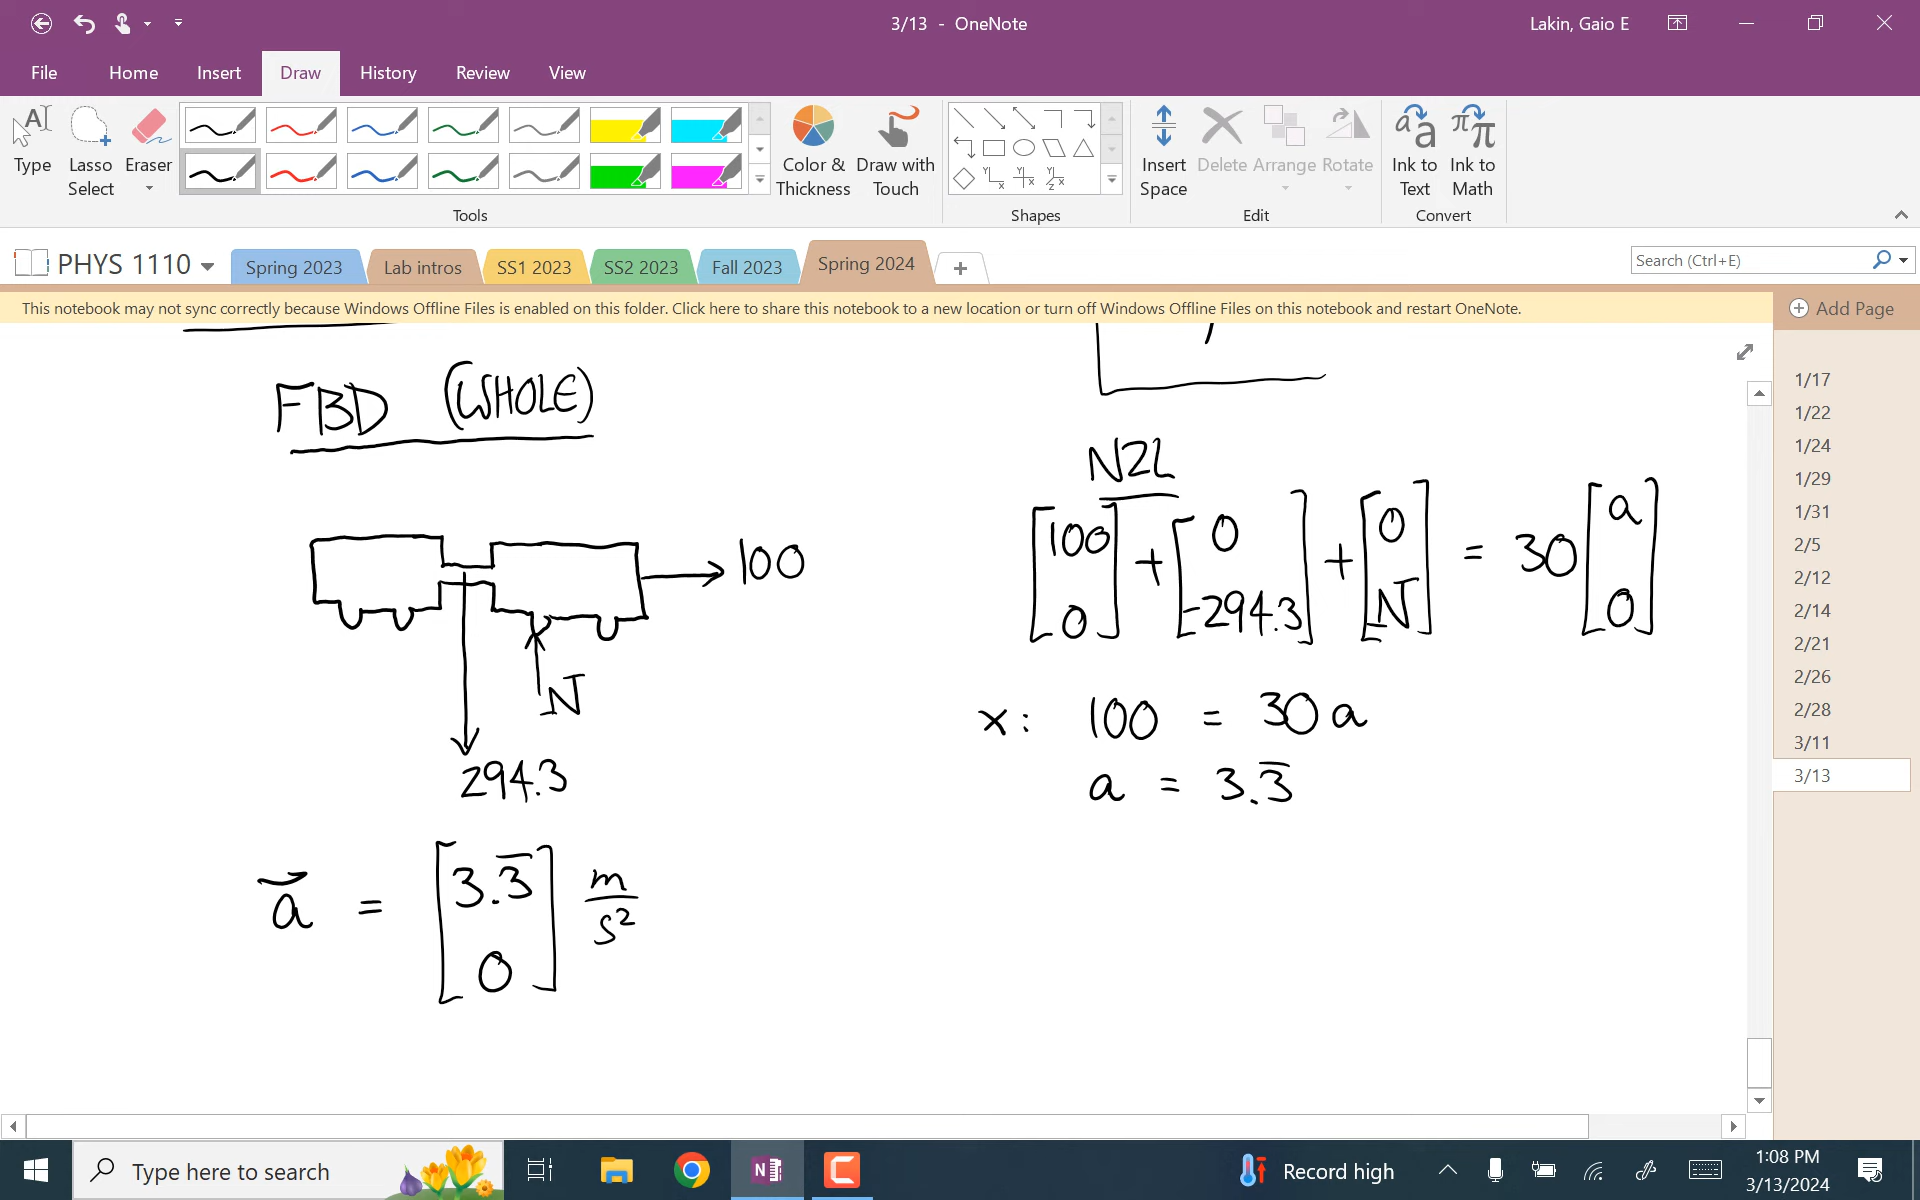 3/13 - OneNote
Lakin, Gaio E
File Home Insert Draw History Review View
Type
Lasso Select
Eraser
Color & Thickness
Draw with Touch
Insert Space
Delete
Arrange
Rotate
Ink to Text
Ink to Math
Tools
Shapes
Edit
Convert
PHYS 1110
Spring 2023
Lab intros
SS1 2023
SS2 2023
Fall 2023
Spring 2024
Search (Ctrl+E)
This notebook may not sync correctly because Windows Offline Files is enabled on this folder. Click here to share this notebook to a new location or turn off Windows Offline Files on this notebook and restart OneNote.
Add Page
1/17
1/22
1/24
1/29
1/31
2/5
2/12
2/14
2/21
2/26
2/28
3/11
3/13
FBD (WHOLE)
100
N
294.3
a⃗ = [3.3̅ 0] m/s²
N2L
[100 0] + [0 -294.3] + [0 N] = 30 [a 0]
x: 100 = 30a
a = 3.3̅
Type here to search
Record high
1:08 PM
3/13/2024